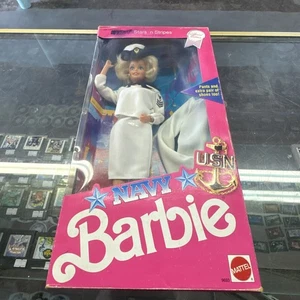 Stars 'n Stripes
Pants and
extra pair of
shoes too!
USN
NAVY
Barbie
MATTEL